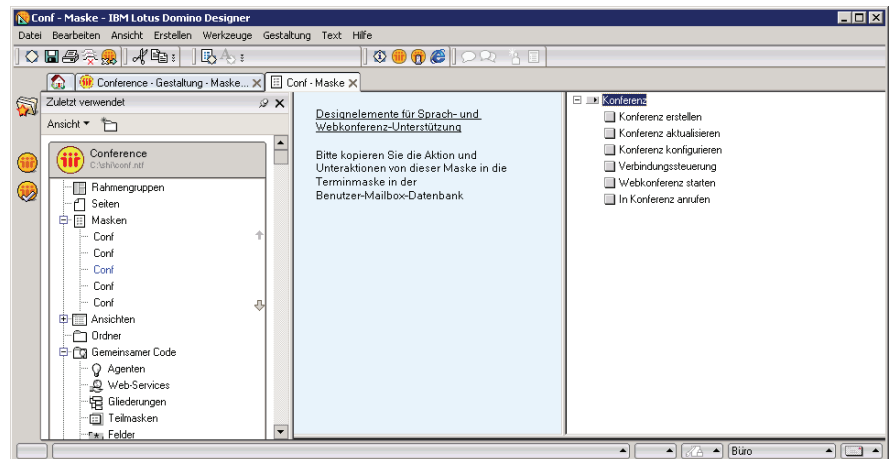 Conf - Maske - IBM Lotus Domino Designer
Datei Bearbeiten Ansicht Erstellen Werkzeuge Gestaltung Text Hilfe
Conference - Gestaltung - Maske...
Conf - Maske
Zuletzt verwendet
Ansicht
Conference
Rahmengruppen
Seiten
Masken
Conf
Conf
Conf
Conf
Conf
Ansichten
Ordner
Gemeinsamer Code
Agenten
Web-Services
Gliederungen
Teilmasken
Felder
Designelemente für Sprach- und
Webkonferenz-Unterstützung
Bitte kopieren Sie die Aktion und
Unteraktionen von dieser Maske in die
Terminmaske in der
Benutzer-Mailbox-Datenbank
Konferenz
Konferenz erstellen
Konferenz aktualisieren
Konferenz konfigurieren
Verbindungssteuerung
Webkonferenz starten
In Konferenz anrufen
Büro